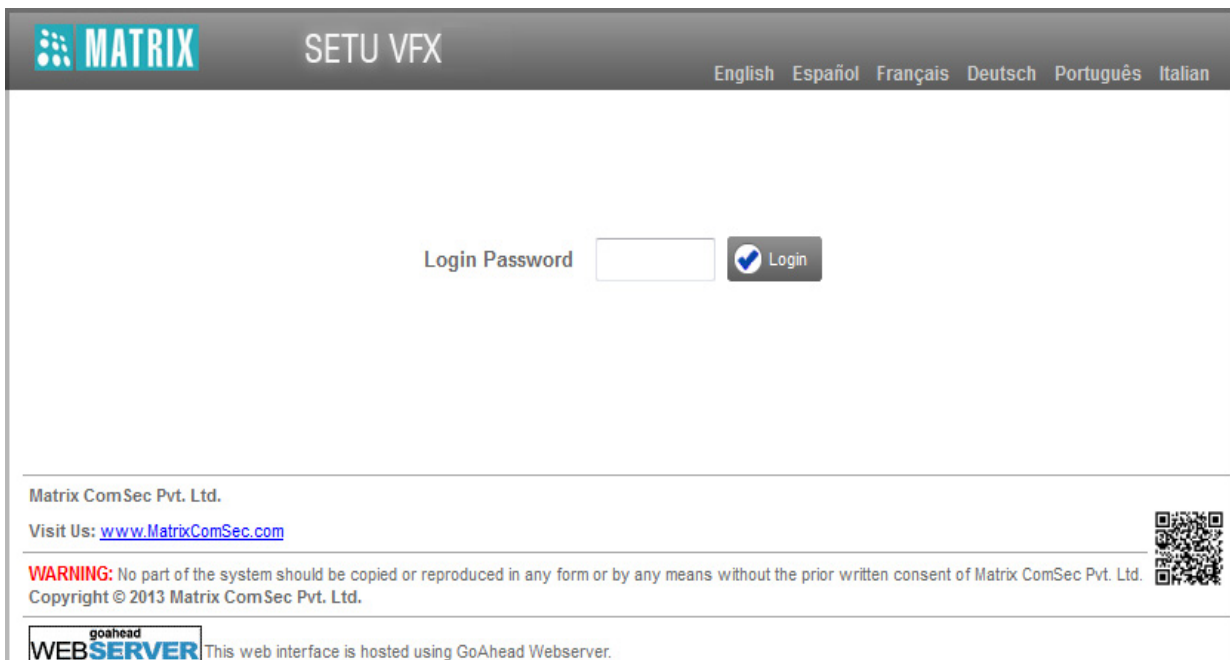 MATRIX
SETU VFX
English Español Français Deutsch Português Italian
Login Password
Login
Matrix ComSec Pvt. Ltd.
Visit Us: www.MatrixComSec.com
WARNING: No part of the system should be copied or reproduced in any form or by any means without the prior written consent of Matrix ComSec Pvt. Ltd.
Copyright © 2013 Matrix ComSec Pvt. Ltd.
goahead
WEBSERVER This web interface is hosted using GoAhead Webserver.